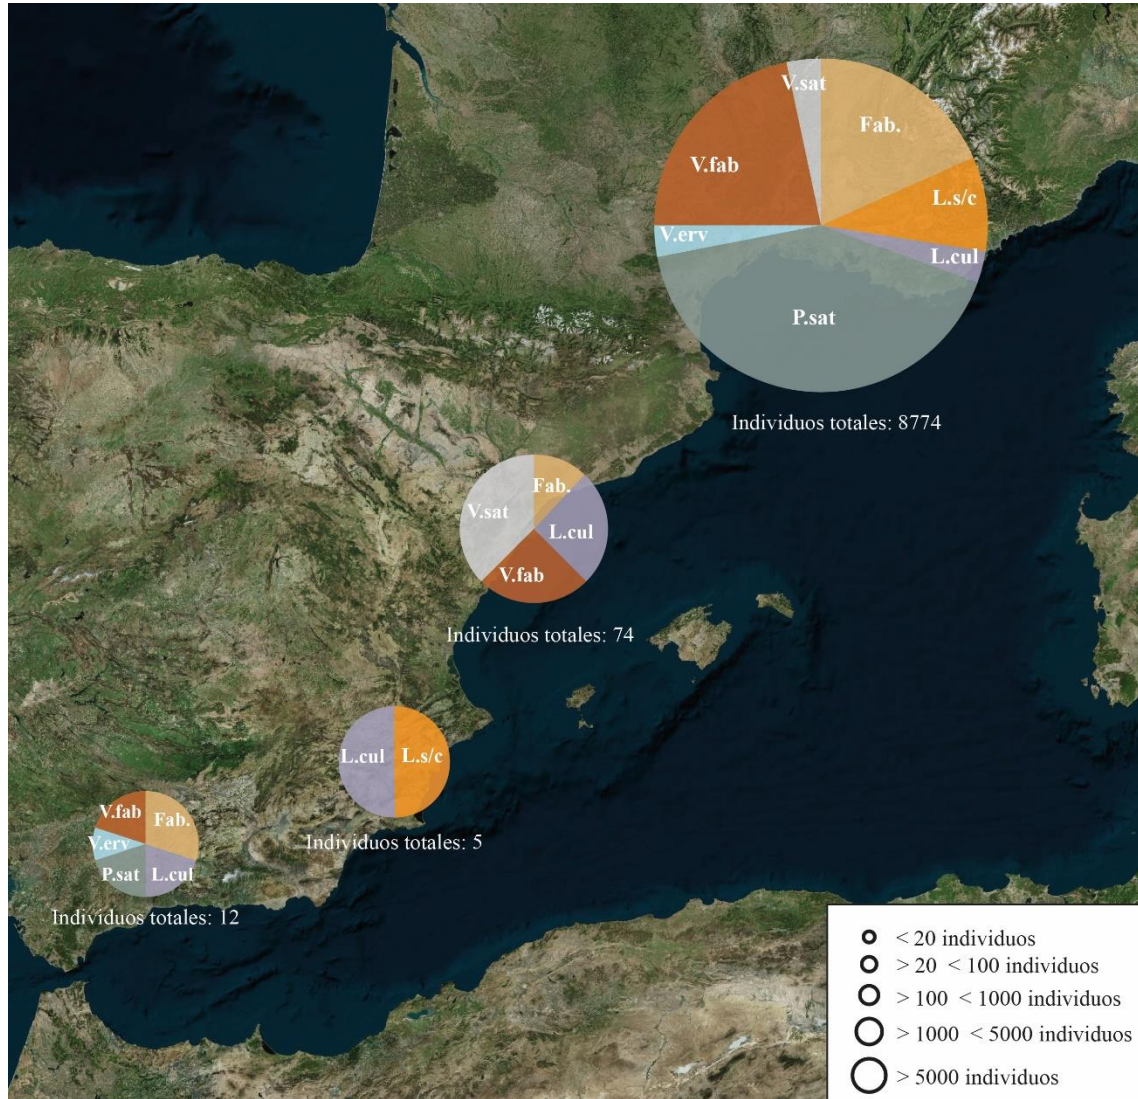 V.sat
Fab.
V.fab
L.s/c
V.erv
L.cul
P.sat
Individuos totales: 8774
Fab.
V.sat
L.cul
V.fab
Individuos totales: 74
L.cul
L.s/c
Individuos totales: 5
V.fab
Fab.
V.erv
P.sat
L.cul
Individuos totales: 12
< 20 individuos
> 20 < 100 individuos
> 100 < 1000 individuos
> 1000 < 5000 individuos
> 5000 individuos